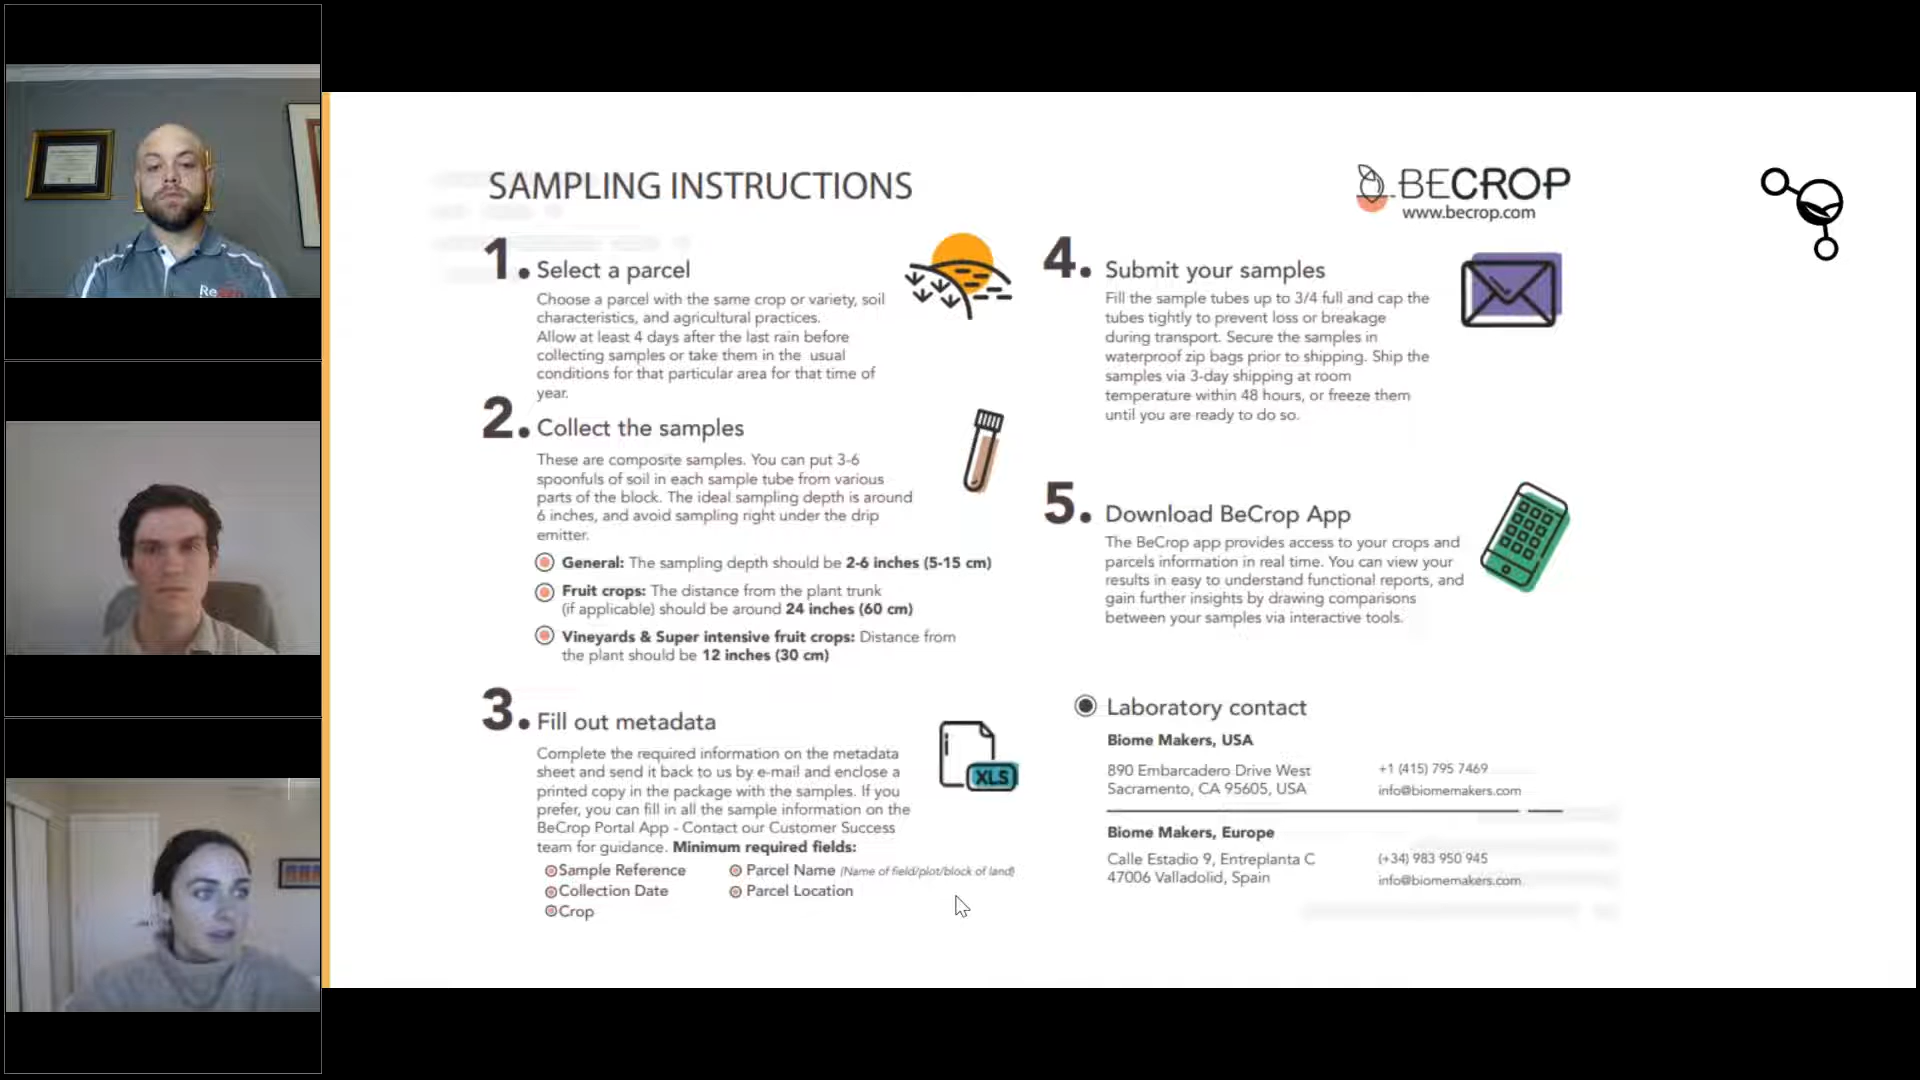 SAMPLING INSTRUCTIONS
BECROP
www.becrop.com
1. Select a parcel
Choose a parcel with the same crop or variety, soil
characteristics, and agricultural practices.
Allow at least 4 days after the last rain before
collecting samples or take them in the usual
conditions for that particular area for that time of
year.
2. Collect the samples
These are composite samples. You can put 3-6
spoonfuls of soil in each sample tube from various
parts of the block. The ideal sampling depth is around
6 inches, and avoid sampling right under the drip
emitter.
General: The sampling depth should be 2-6 inches (5-15 cm)
Fruit crops: The distance from the plant trunk
(if applicable) should be around 24 inches (60 cm)
Vineyards & Super intensive fruit crops: Distance from
the plant should be 12 inches (30 cm)
3. Fill out metadata
Complete the required information on the metadata
sheet and send it back to us by e-mail and enclose a
printed copy in the package with the samples. If you
prefer, you can fill in all the sample information on the
BeCrop Portal App - Contact our Customer Success
team for guidance. Minimum required fields:
Sample Reference
Parcel Name (Name of field/plot/block of land)
Collection Date
Parcel Location
Crop
XLS
4. Submit your samples
Fill the sample tubes up to 3/4 full and cap the
tubes tightly to prevent loss or breakage
during transport. Secure the samples in
waterproof zip bags prior to shipping. Ship the
samples via 3-day shipping at room
temperature within 48 hours, or freeze them
until you are ready to do so.
5. Download BeCrop App
The BeCrop app provides access to your crops and
parcels information in real time. You can view your
results in easy to understand functional reports, and
gain further insights by drawing comparisons
between your samples via interactive tools.
Laboratory contact
Biome Makers, USA
890 Embarcadero Drive West
+1 (415) 795 7469
Sacramento, CA 95605, USA
info@biomemakers.com
Biome Makers, Europe
Calle Estadio 9, Entreplanta C
(+34) 983 950 945
47006 Valladolid, Spain
info@biomemakers.com